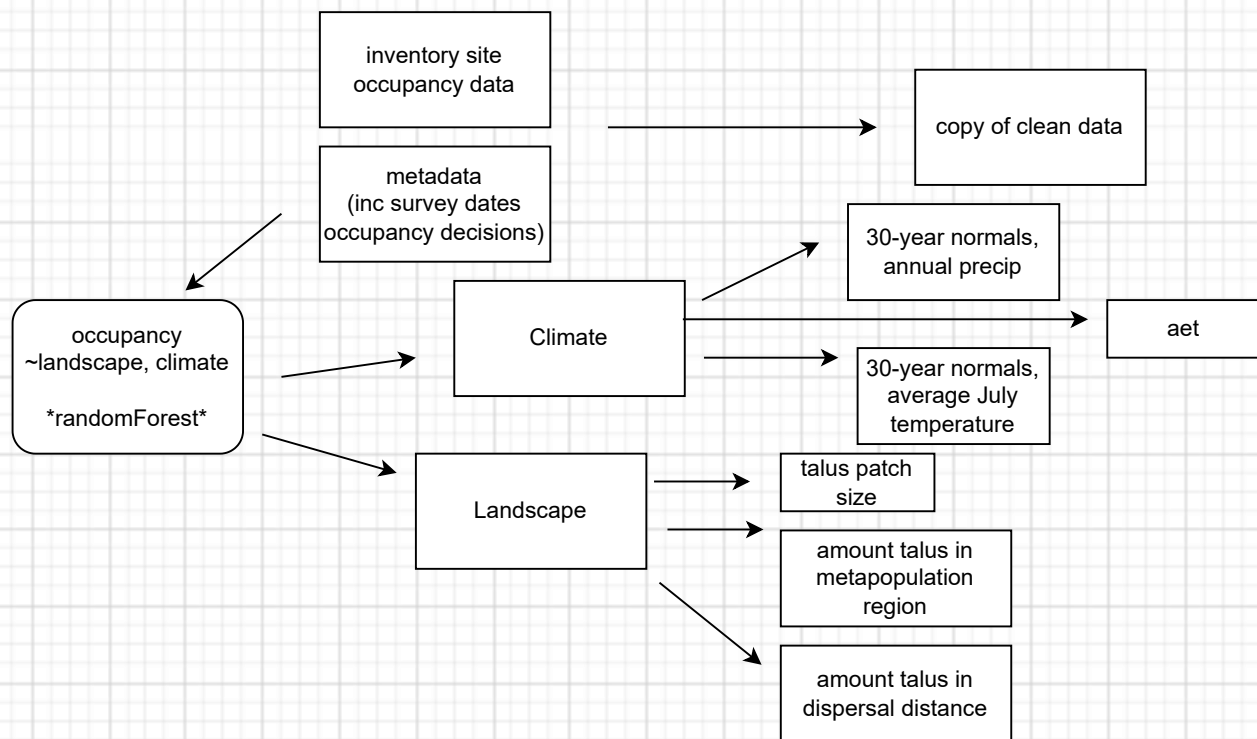 inventory site
occupancy data
copy of clean data
metadata
(inc survey dates
occupancy decisions)
30-year normals,
annual precip
occupancy
~landscape, climate
*randomForest*
Climate
aet
30-year normals,
average July
temperature
Landscape
talus patch
size
amount talus in
metapopulation
region
amount talus in
dispersal distance